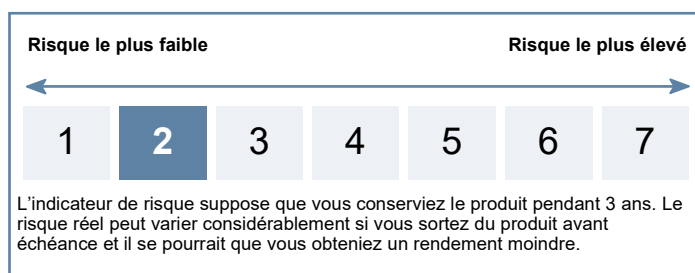 Risque le plus faible Risque le plus élevé
1 2 3 4 5 6 7
L'indicateur de risque suppose que vous conserviez le produit pendant 3 ans. Le
risque réel peut varier considérablement si vous sortez du produit avant
échéance et il se pourrait que vous obteniez un rendement moindre.